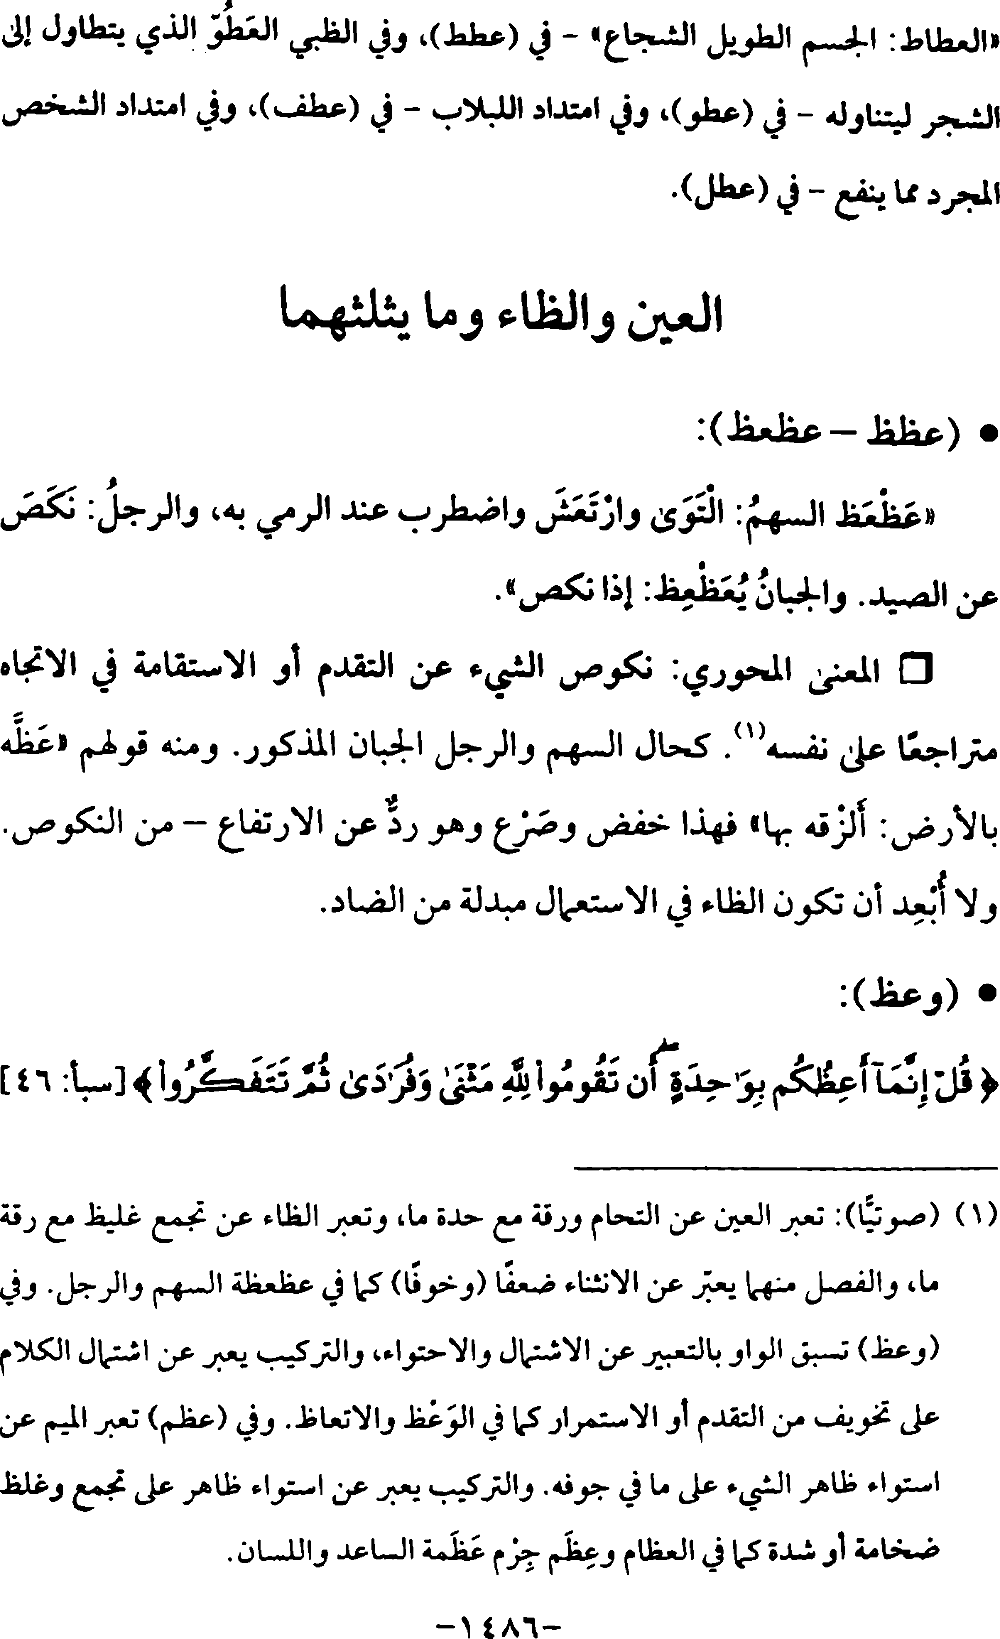 «العطاط: الجسم الطويل الشجاع» - في (عطط)، وفي الظبي العَطُوّ الذي يتطاول إلى
الشجر ليتناوله - في (عطو)، وفي امتداد اللبلاب - في (عطف)، وفي امتداد الشخص
المجرد مما ينفع - في (عطل).
العين والظاء وما يثلثهما
• (عظظ – عظعظ):
«عَظْعَظ السهمُ: الْتَوَى وارْتَعَشَ واضطرب عند الرمي به، والرجلُ: نَكَصَ
عن الصيد. والجبانُ يُعَظْعِظ: إذا نكص».
□ المعنى المحوري: نكوص الشيء عن التقدم أو الاستقامة في الاتجاه
متراجعًا على نفسه(١). كحال السهم والرجل الجبان المذكور. ومنه قولهم «عَظَّه
بالأرض: أَلزْقه بها» فهذا خفض وصَرْع وهو ردٌّ عن الارتفاع – من النكوص.
ولا أُبْعِد أن تكون الظاء في الاستعمال مبدلة من الضاد.
• (وعظ):
﴿قُلْ إِنَّمَآ أَعِظُكُم بِوَٰحِدَةٍ ۖ أَن تَقُومُوا۟ لِلَّهِ مَثْنَىٰ وَفُرَٰدَىٰ ثُمَّ تَتَفَكَّرُوا۟﴾ [سبأ: ٤٦]
(١) (صوتيًّا): تعبر العين عن التحام ورقة مع حدة ما، وتعبر الظاء عن تجمع غليظ مع رقة
ما، والفصل منهما يعبّر عن الانثناء ضعفًا (وخوفًا) كما في عظعظة السهم والرجل. وفي
(وعظ) تسبق الواو بالتعبير عن الاشتمال والاحتواء، والتركيب يعبر عن اشتمال الكلام
على تخويف من التقدم أو الاستمرار كما في الوَعْظ والاتعاظ. وفي (عظم) تعبر الميم عن
استواء ظاهر الشيء على ما في جوفه. والتركيب يعبر عن استواء ظاهر على تجمع وغلظ
ضخامة أو شدة كما في العظام وعِظَم جِرْم عَظَمة الساعد واللسان.
-١٤٨٦-